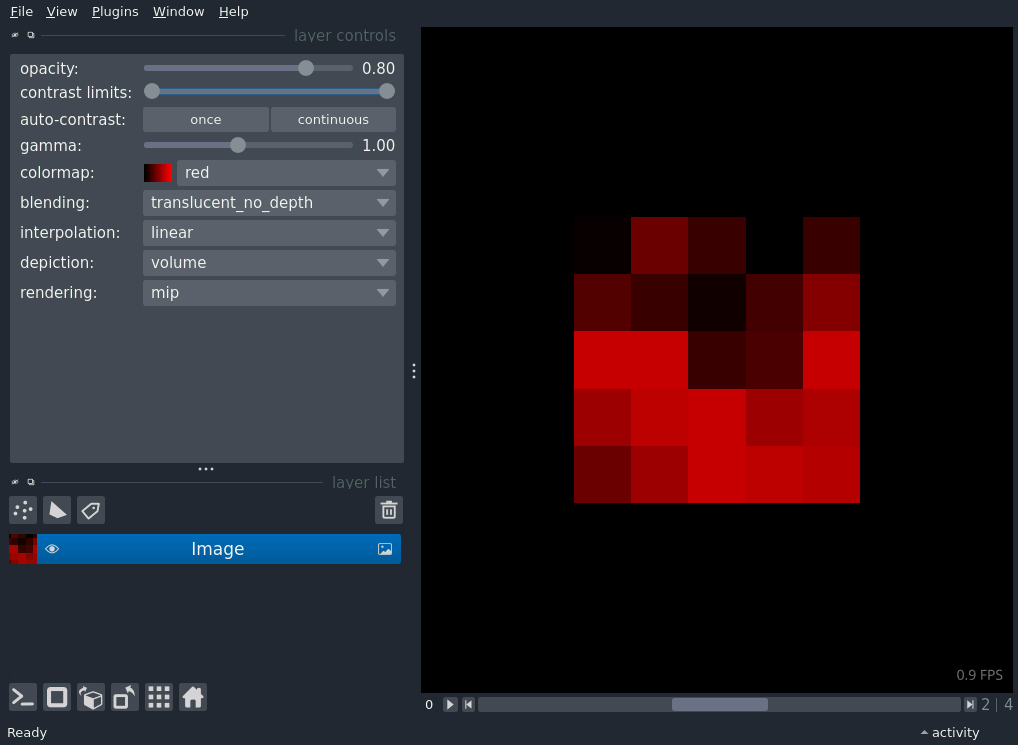 File View Plugins Window Help
layer controls
opacity: 0.80
contrast limits:
auto-contrast: once continuous
gamma: 1.00
colormap: red
blending: translucent_no_depth
interpolation: linear
depiction: volume
rendering: mip
layer list
Image
0.9 FPS
0 2 | 4
Ready activity